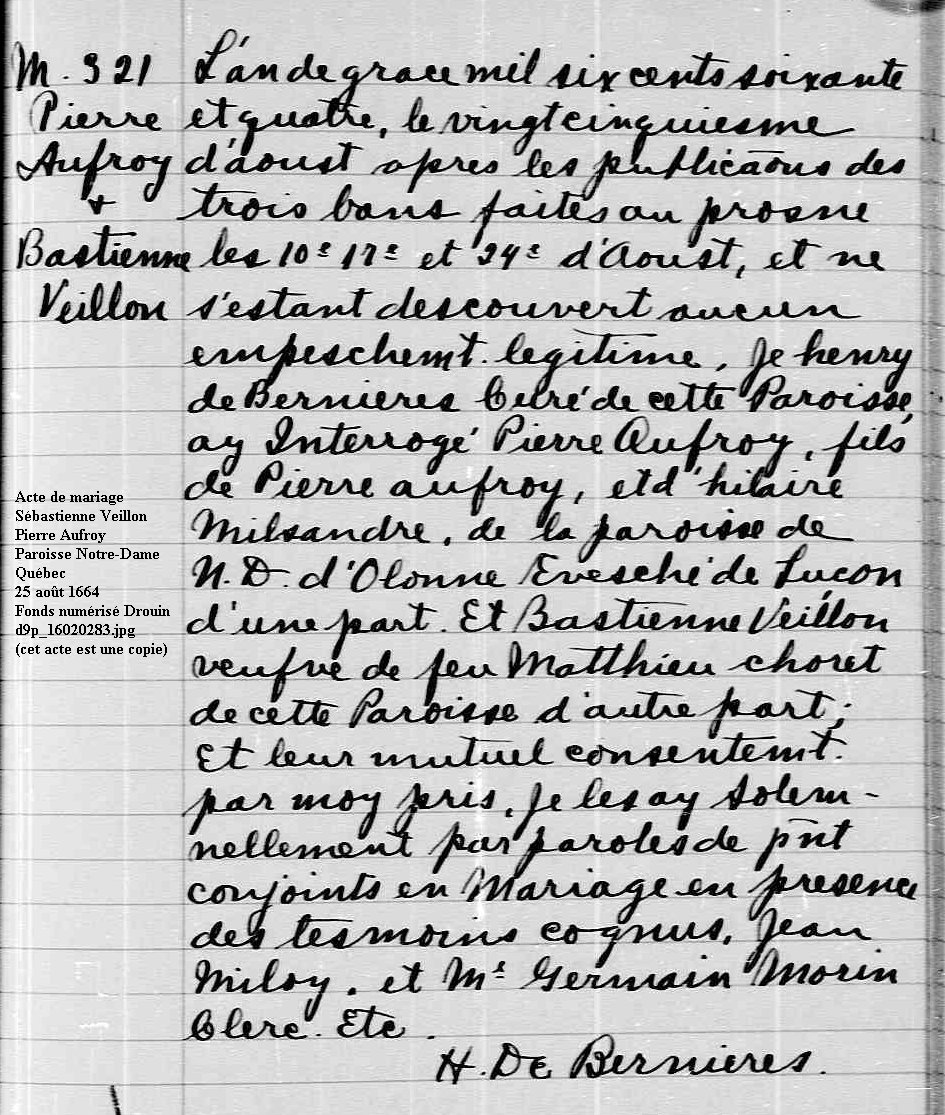 M. 321
Pierre
Aufroy
+
Bastienne
Veillon
L'an de grace mil six cents soixante
et quatre, le vingtcinquiesme
d'aoust apres les publicãons des
trois bans faites au prosne
les 10e 17e et 24e d'Aoust, et ne
s'estant descouvert aucun
empeschemt. legitime, Je henry
de Bernieres Curé de cette Paroisse,
ay Interrogé Pierre Aufroy, fils
de Pierre aufroy, et d'hilaire
Milsandre, de la paroisse de
N. D. d'Olonne Evesché de Luçon
d'une part. Et Bastienne Veillon
veufve de feu Matthieu choret
de cette Paroisse d'autre part;
Et leur mutuel consentemt.
par moy pris, Je les ay solem-
nellement par paroles de pñt
conjoints en Mariage en presence
des tesmoins cognus, Jean
Miloy. et Mr Germain Morin
Clerc. Etc.
H. De Bernieres.
Acte de mariage
Sébastienne Veillon
Pierre Aufroy
Paroisse Notre-Dame
Québec
25 août 1664
Fonds numérisé Drouin
d9p_16020283.jpg
(cet acte est une copie)